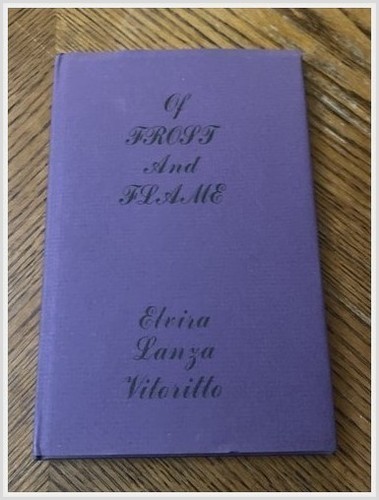 Of
FROST
And
FLAME
Elvira
Lanza
Vitoritto